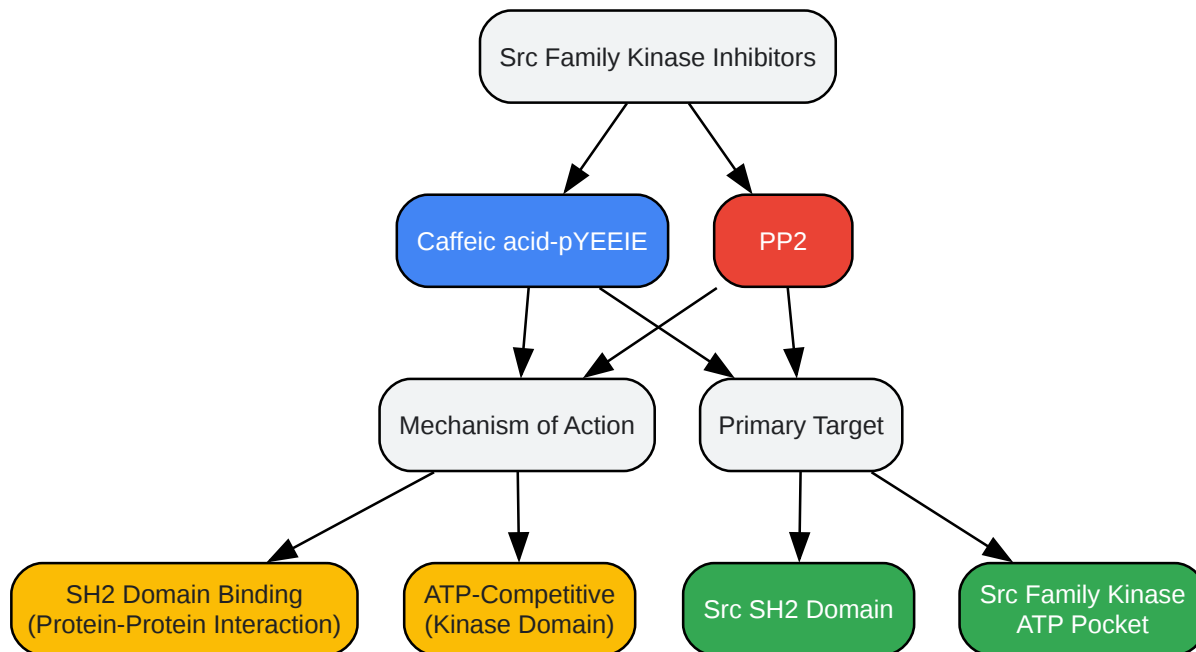 Src Family Kinase Inhibitors
Caffeic acid-pYEEIE
PP2
Mechanism of Action
Primary Target
SH2 Domain Binding
(Protein-Protein Interaction)
ATP-Competitive
(Kinase Domain)
Src SH2 Domain
Src Family Kinase
ATP Pocket